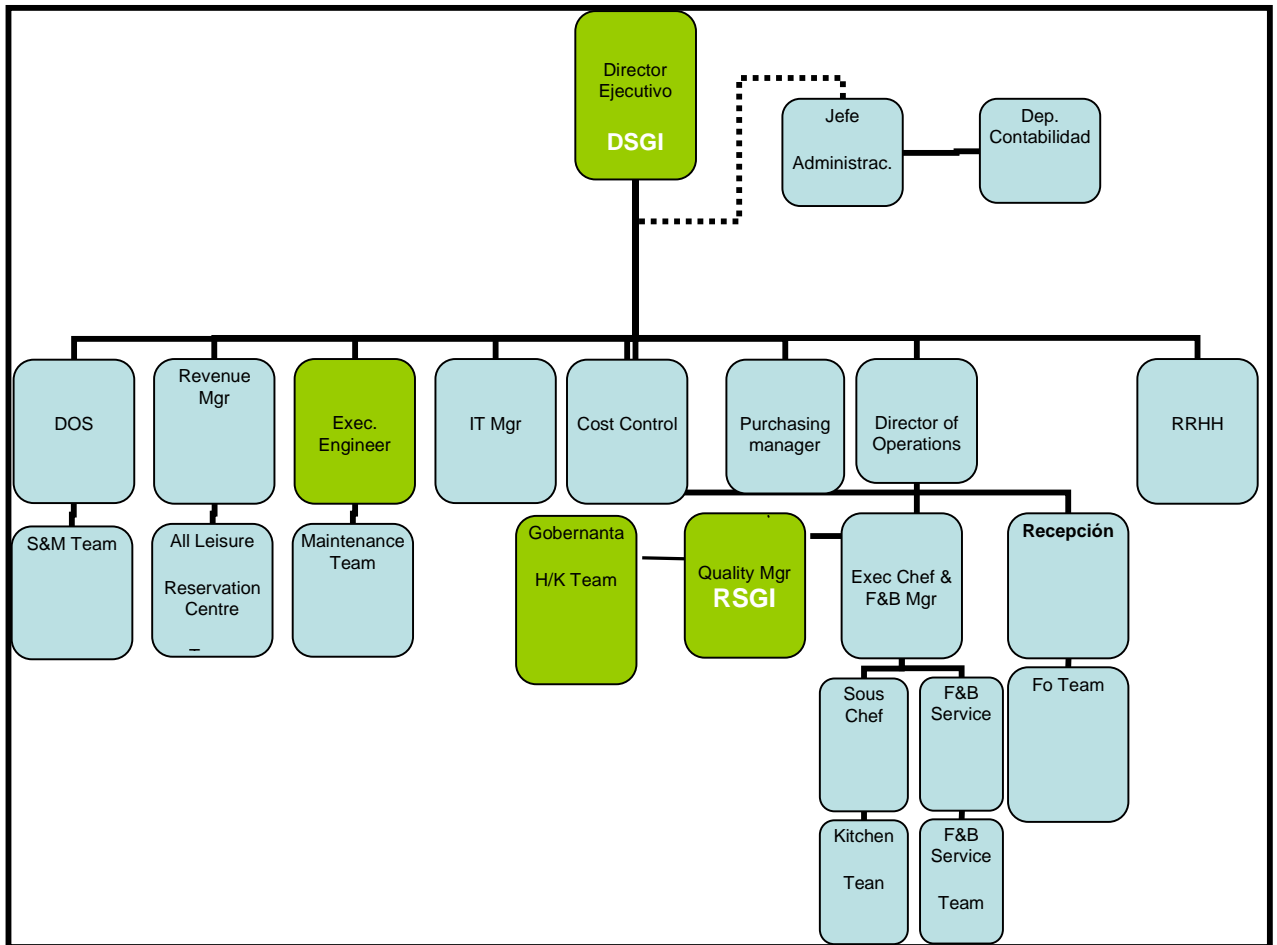 Director
Ejecutivo
DSGI
Jefe
Administrac.
Dep.
Contabilidad
DOS
Revenue
Mgr
Exec.
Engineer
IT Mgr
Cost Control
Purchasing
manager
Director of
Operations
RRHH
S&M Team
All Leisure
Reservation
Centre
Maintenance
Team
Gobernanta
H/K Team
Quality Mgr
RSGI
Exec Chef &
F&B Mgr
Recepción
Sous
Chef
F&B
Service
Fo Team
Kitchen
Tean
F&B
Service
Team